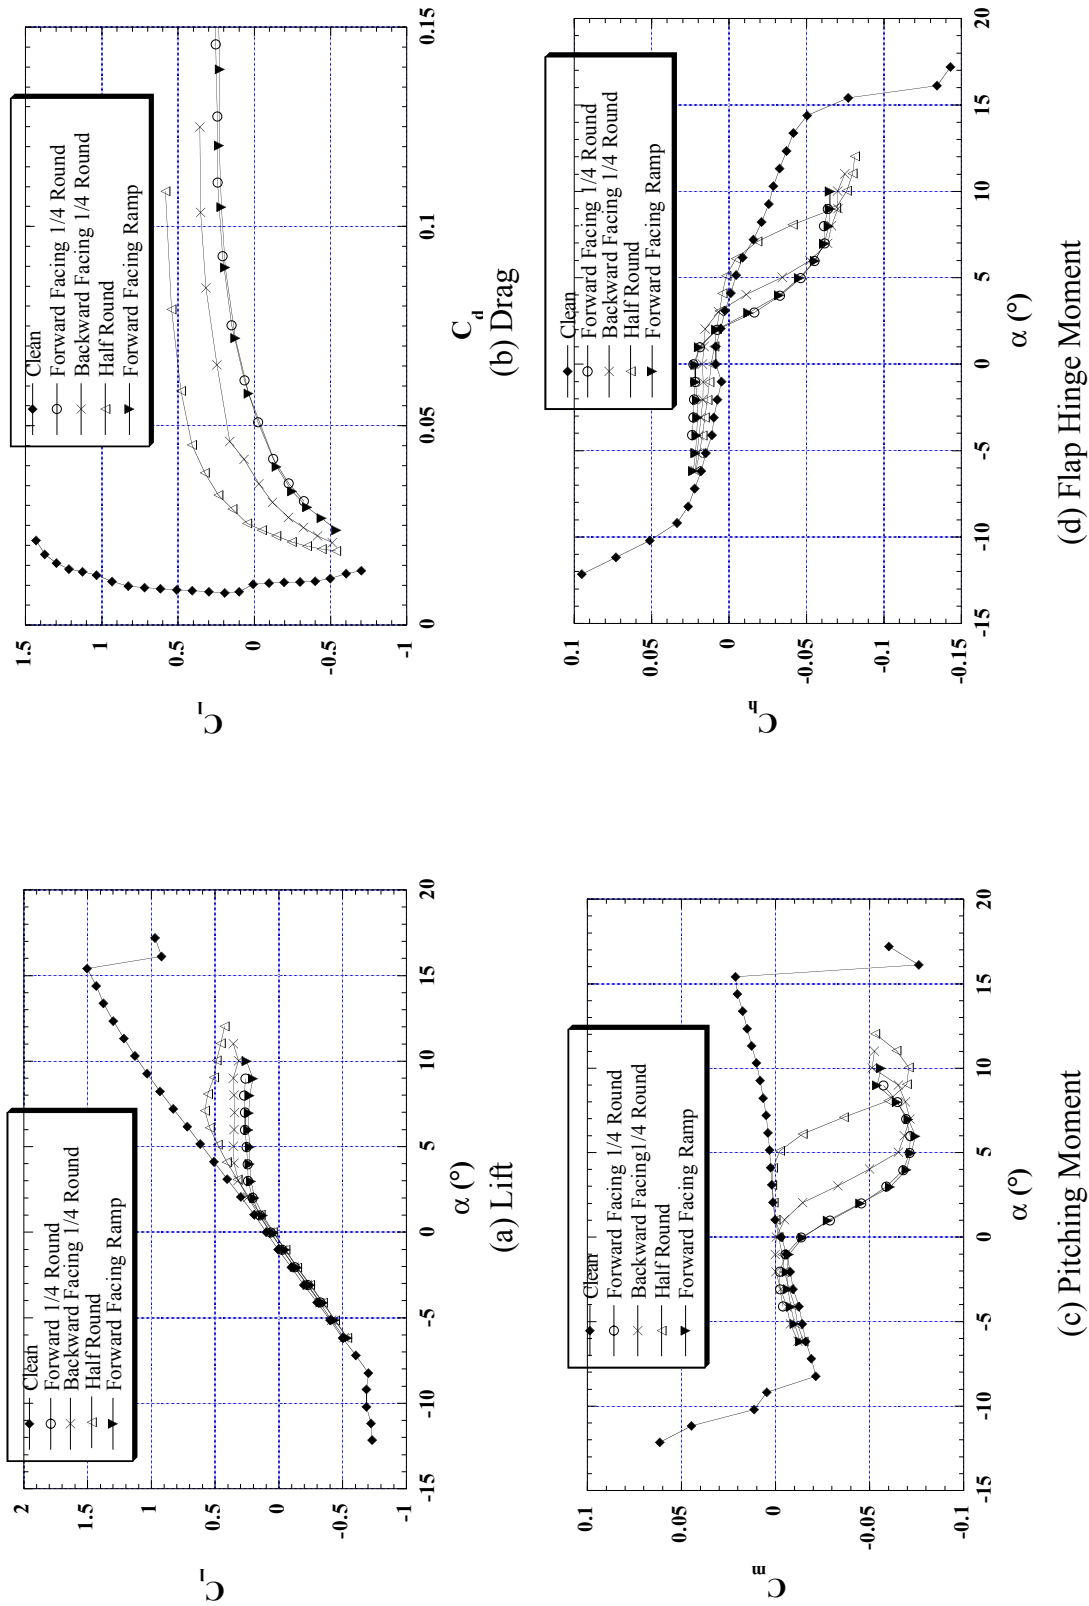 Clean
Forward 1/4 Round
Backward Facing 1/4 Round
Half Round
Forward Facing Ramp
2
1.5
1
0.5
0
-0.5
-1
-15
-10
-5
0
5
10
15
20
C_l
α (°)
(a) Lift
Clean
Forward Facing 1/4 Round
Backward Facing 1/4 Round
Half Round
Forward Facing Ramp
1.5
1
0.5
0
-0.5
-1
0
0.05
0.1
0.15
C_l
C_d
(b) Drag
Clean
Forward Facing 1/4 Round
Backward Facing1/4 Round
Half Round
Forward Facing Ramp
0.1
0.05
0
-0.05
-0.1
-15
-10
-5
0
5
10
15
20
C_m
α (°)
(c) Pitching Moment
Clean
Forward Facing 1/4 Round
Backward Facing 1/4 Round
Half Round
Forward Facing Ramp
0.1
0.05
0
-0.05
-0.1
-0.15
-15
-10
-5
0
5
10
15
20
C_h
α (°)
(d) Flap Hinge Moment